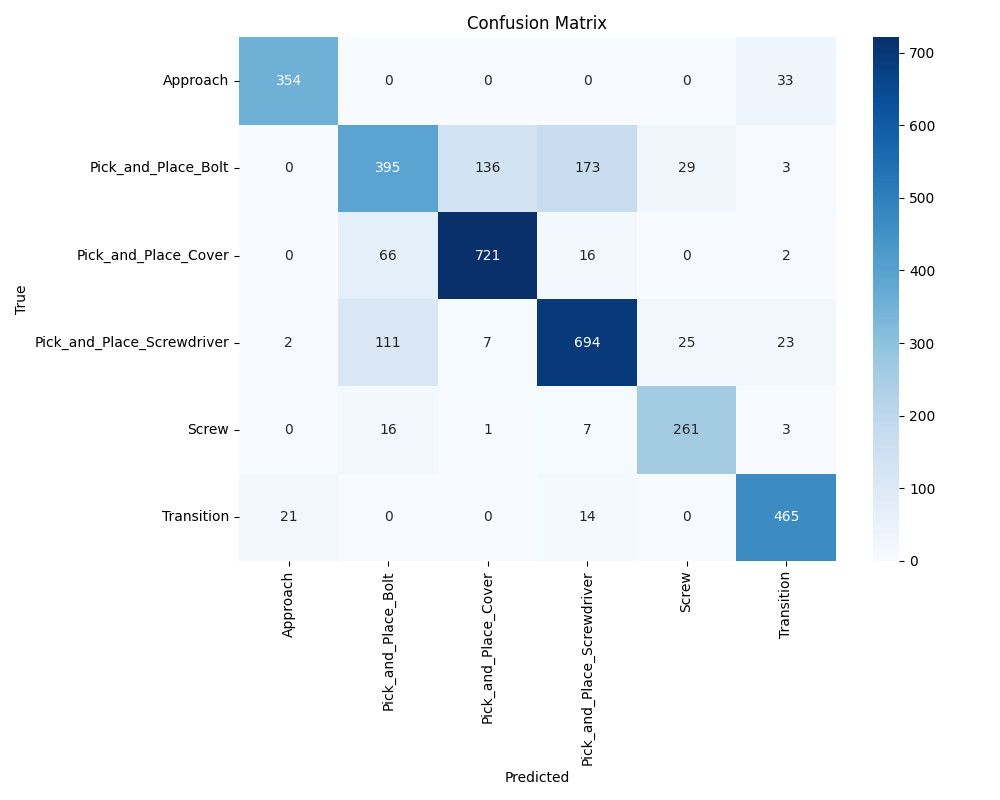 Confusion Matrix
True
Approach 354 0 0 0 0 33
Pick_and_Place_Bolt 0 395 136 173 29 3
Pick_and_Place_Cover 0 66 721 16 0 2
Pick_and_Place_Screwdriver 2 111 7 694 25 23
Screw 0 16 1 7 261 3
Transition 21 0 0 14 0 465
Approach
Pick_and_Place_Bolt
Pick_and_Place_Cover
Pick_and_Place_Screwdriver
Screw
Transition
Predicted
700
600
500
400
300
200
100
0